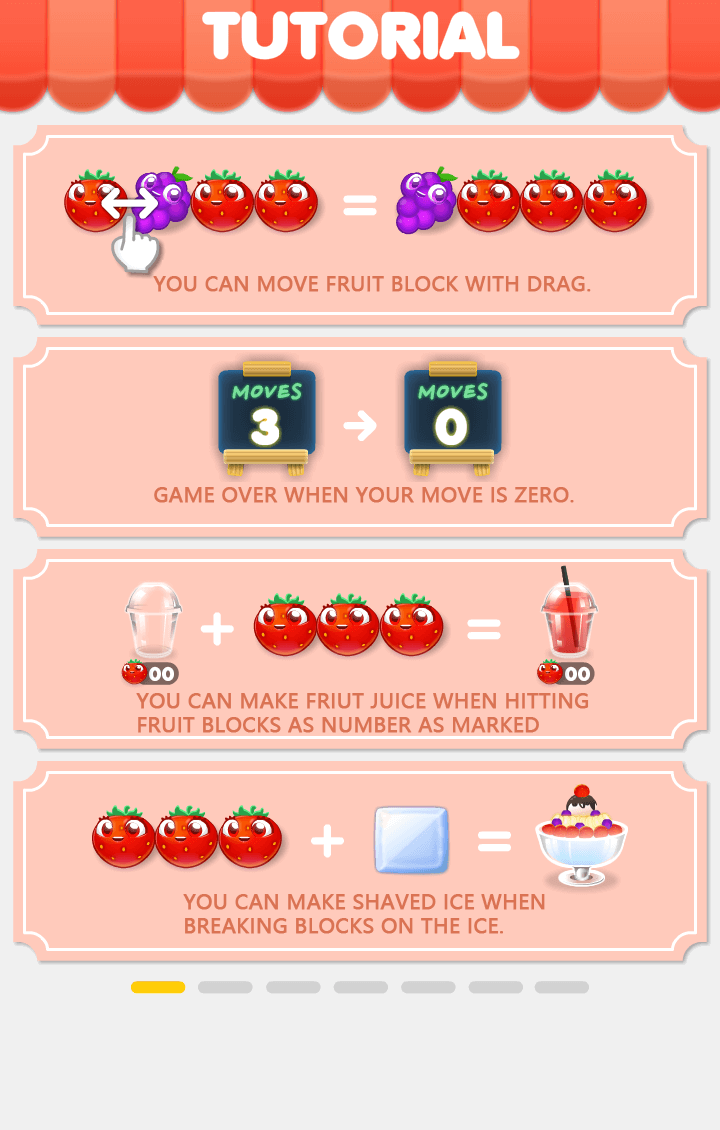 TUTORIAL
YOU CAN MOVE FRUIT BLOCK WITH DRAG.
MOVES
3
MOVES
0
GAME OVER WHEN YOUR MOVE IS ZERO.
00
00
YOU CAN MAKE FRIUT JUICE WHEN HITTING
FRUIT BLOCKS AS NUMBER AS MARKED
YOU CAN MAKE SHAVED ICE WHEN
BREAKING BLOCKS ON THE ICE.